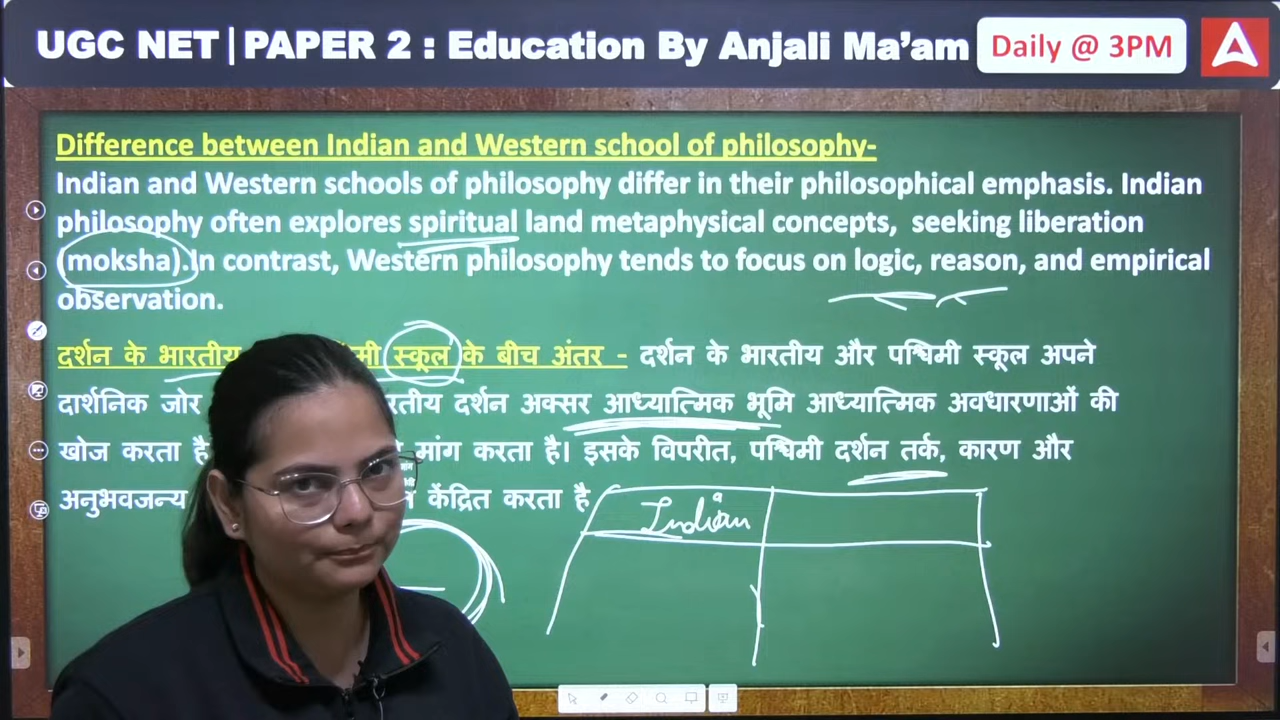 UGC NET|PAPER 2 : Education By Anjali Ma'am
Daily @ 3PM
Difference between Indian and Western school of philosophy-
Indian and Western schools of philosophy differ in their philosophical emphasis. Indian
philosophy often explores spiritual land metaphysical concepts, seeking liberation
(moksha).In contrast, Western philosophy tends to focus on logic, reason, and empirical
observation.
दर्शन के भारतीय स्कूल के बीच अंतर - दर्शन के भारतीय और पश्चिमी स्कूल अपने
दार्शनिक जोर दर्शन अक्सर आध्यात्मिक भूमि आध्यात्मिक अवधारणाओं की
खोज करता है मांग करता है। इसके विपरीत, पश्चिमी दर्शन तर्क, कारण और
अनुभवजन्य केंद्रित करता है
Indian